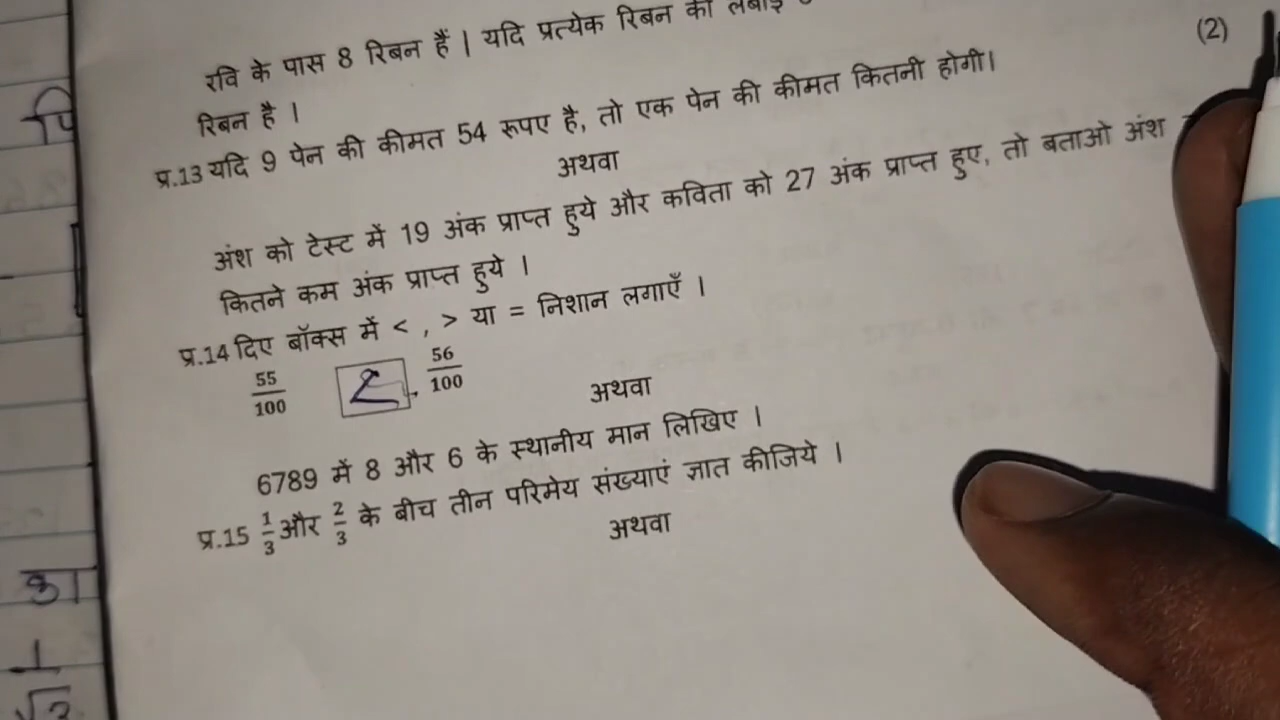 रवि के पास 8 रिबन हैं | यदि प्रत्येक रिबन की लंबाई
(2)
रिबन है |
प्र.13 यदि 9 पेन की कीमत 54 रूपए है, तो एक पेन की कीमत कितनी होगी।
अथवा
अंश को टेस्ट में 19 अंक प्राप्त हुये और कविता को 27 अंक प्राप्त हुए, तो बताओ अंश
कितने कम अंक प्राप्त हुये |
प्र.14 दिए बॉक्स में < , > या = निशान लगाएँ |
55/100 < 56/100
अथवा
6789 में 8 और 6 के स्थानीय मान लिखिए |
प्र.15 1/3 और 2/3 के बीच तीन परिमेय संख्याएं ज्ञात कीजिये |
अथवा